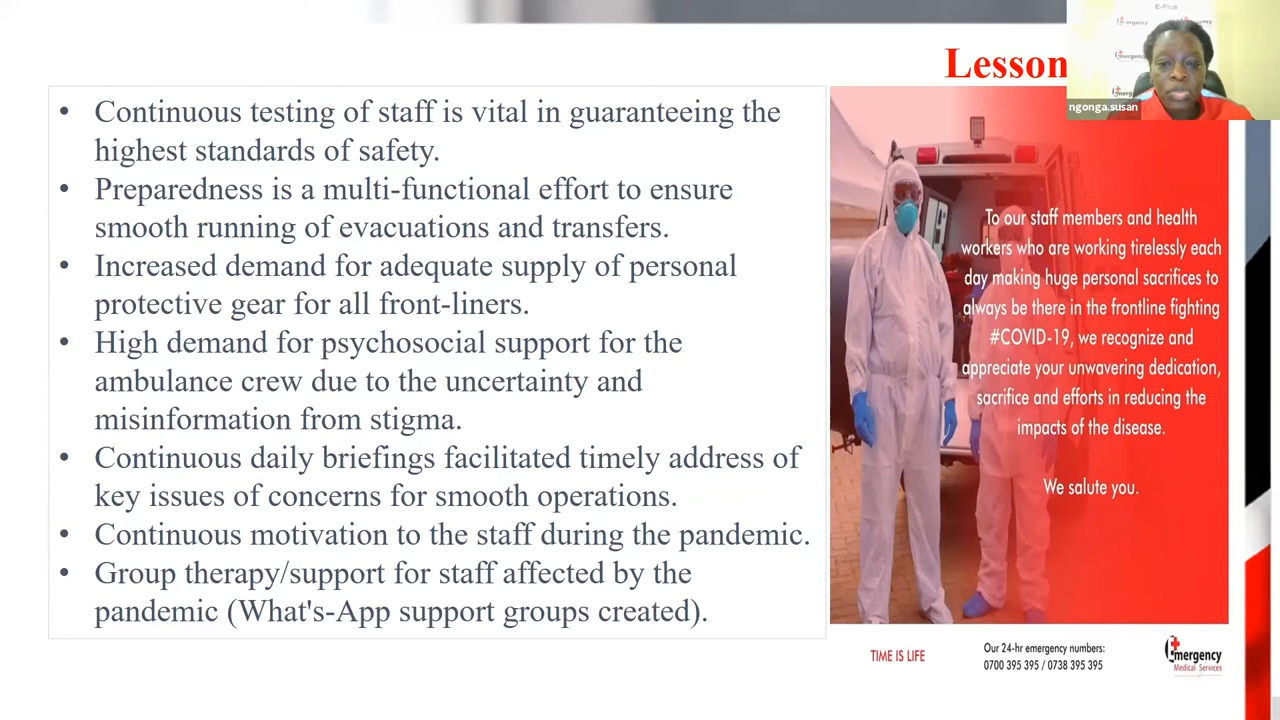 E-Plus
Lesson
ngonga.susan
• Continuous testing of staff is vital in guaranteeing the
highest standards of safety.
• Preparedness is a multi-functional effort to ensure
smooth running of evacuations and transfers.
• Increased demand for adequate supply of personal
protective gear for all front-liners.
• High demand for psychosocial support for the
ambulance crew due to the uncertainty and
misinformation from stigma.
• Continuous daily briefings facilitated timely address of
key issues of concerns for smooth operations.
• Continuous motivation to the staff during the pandemic.
• Group therapy/support for staff affected by the
pandemic (What's-App support groups created).
To our staff members and health
workers who are working tirelessly each
day making huge personal sacrifices to
always be there in the frontline fighting
#COVID-19, we recognize and
appreciate your unwavering dedication,
sacrifice and efforts in reducing the
impacts of the disease.
We salute you.
TIME IS LIFE
Our 24-hr emergency numbers:
0700 395 395 / 0738 395 395
Emergency
Medical Services